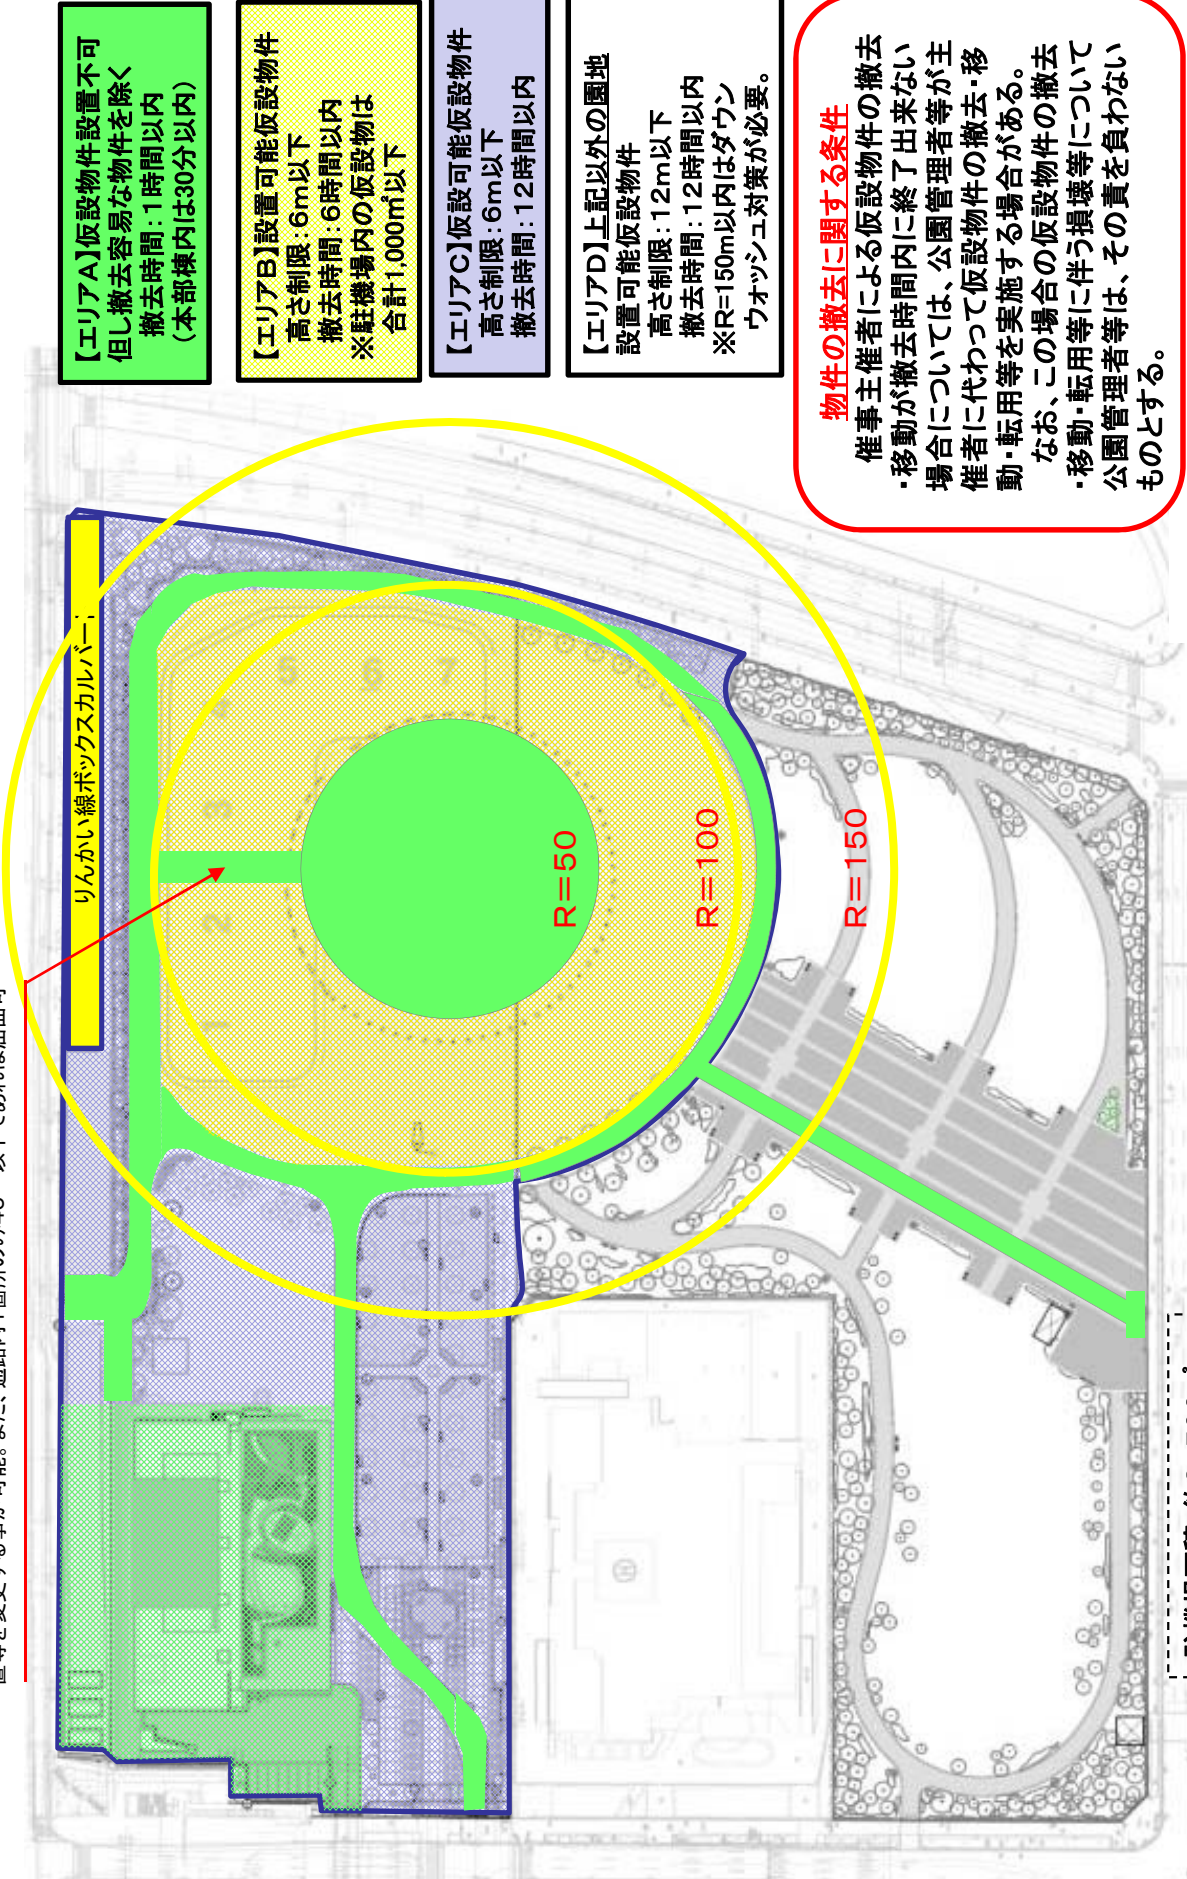 【エリアA】仮設物件設置不可
但し撤去容易な物件を除く
撤去時間：1時間以内
（本部棟内は30分以内）
【エリアB】設置可能仮設物件
高さ制限：6m以下
撤去時間：6時間以内
※駐機場内の仮設物は
合計1,000㎡以下
【エリアC】仮設可能仮設物件
高さ制限：6m以下
撤去時間：12時間以内
【エリアD】上記以外の園地
設置可能仮設物件
高さ制限：12m以下
撤去時間：12時間以内
※R=150m以内はダウン
ウォッシュ対策が必要。
物件の撤去に関する条件
催事主催者による仮設物件の撤去
・移動が撤去時間内に終了出来ない
場合については、公園管理者等が主
催者に代わって仮設物件の撤去・移
動・転用等を実施する場合がある。
なお、この場合の仮設物件の撤去
・移動・転用等に伴う損壊等について
公園管理者等は、その責を負わない
ものとする。
りんかい線ボックスカルバー
1
2
3
4
5
6
7
R=50
R=100
R=150
H